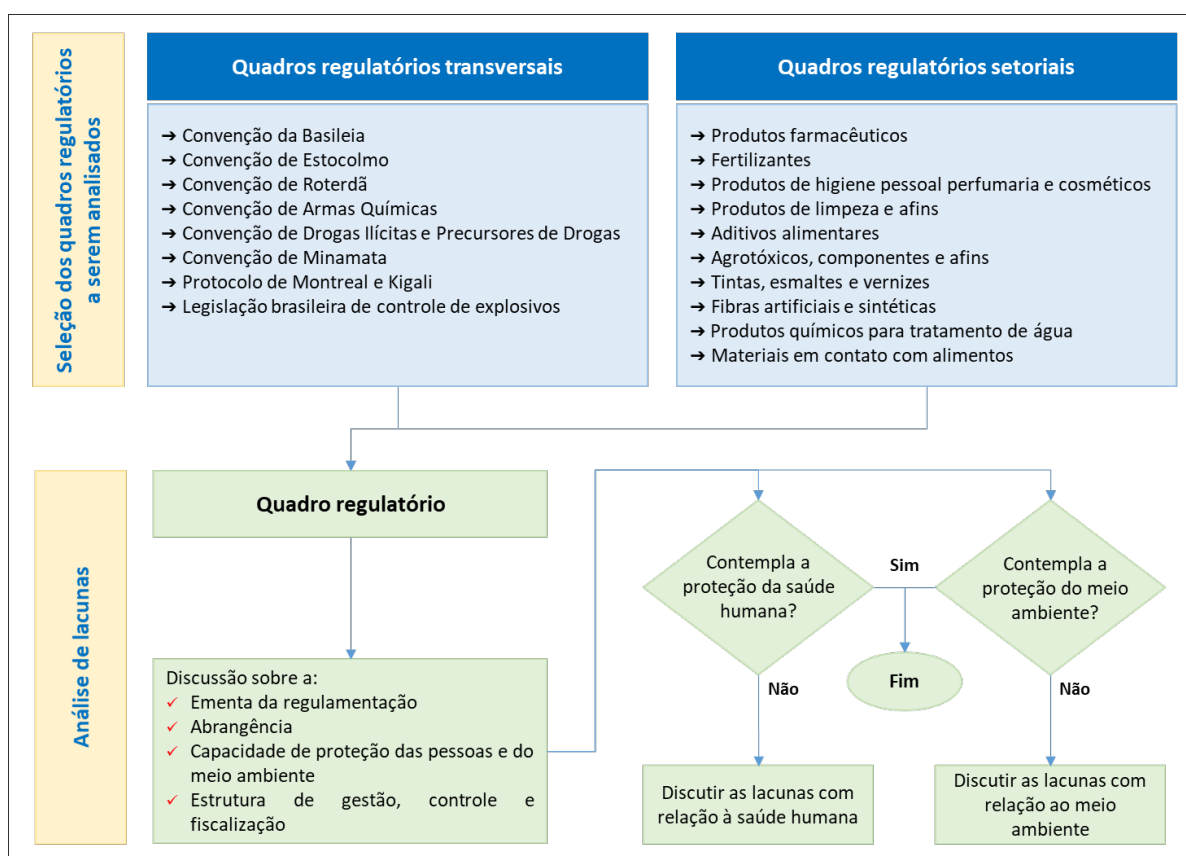 Seleção dos quadros regulatórios
a serem analisados
Quadros regulatórios transversais
➔ Convenção da Basileia
➔ Convenção de Estocolmo
➔ Convenção de Roterdã
➔ Convenção de Armas Químicas
➔ Convenção de Drogas Ilícitas e Precursores de Drogas
➔ Convenção de Minamata
➔ Protocolo de Montreal e Kigali
➔ Legislação brasileira de controle de explosivos
Quadros regulatórios setoriais
➔ Produtos farmacêuticos
➔ Fertilizantes
➔ Produtos de higiene pessoal perfumaria e cosméticos
➔ Produtos de limpeza e afins
➔ Aditivos alimentares
➔ Agrotóxicos, componentes e afins
➔ Tintas, esmaltes e vernizes
➔ Fibras artificiais e sintéticas
➔ Produtos químicos para tratamento de água
➔ Materiais em contato com alimentos
Análise de lacunas
Quadro regulatório
Discussão sobre a:
✓ Ementa da regulamentação
✓ Abrangência
✓ Capacidade de proteção das pessoas e do
meio ambiente
✓ Estrutura de gestão, controle e
fiscalização
Contempla a
proteção da saúde
humana?
Sim
Contempla a
proteção do meio
ambiente?
Fim
Não
Não
Discutir as lacunas com
relação à saúde humana
Discutir as lacunas com
relação ao meio
ambiente